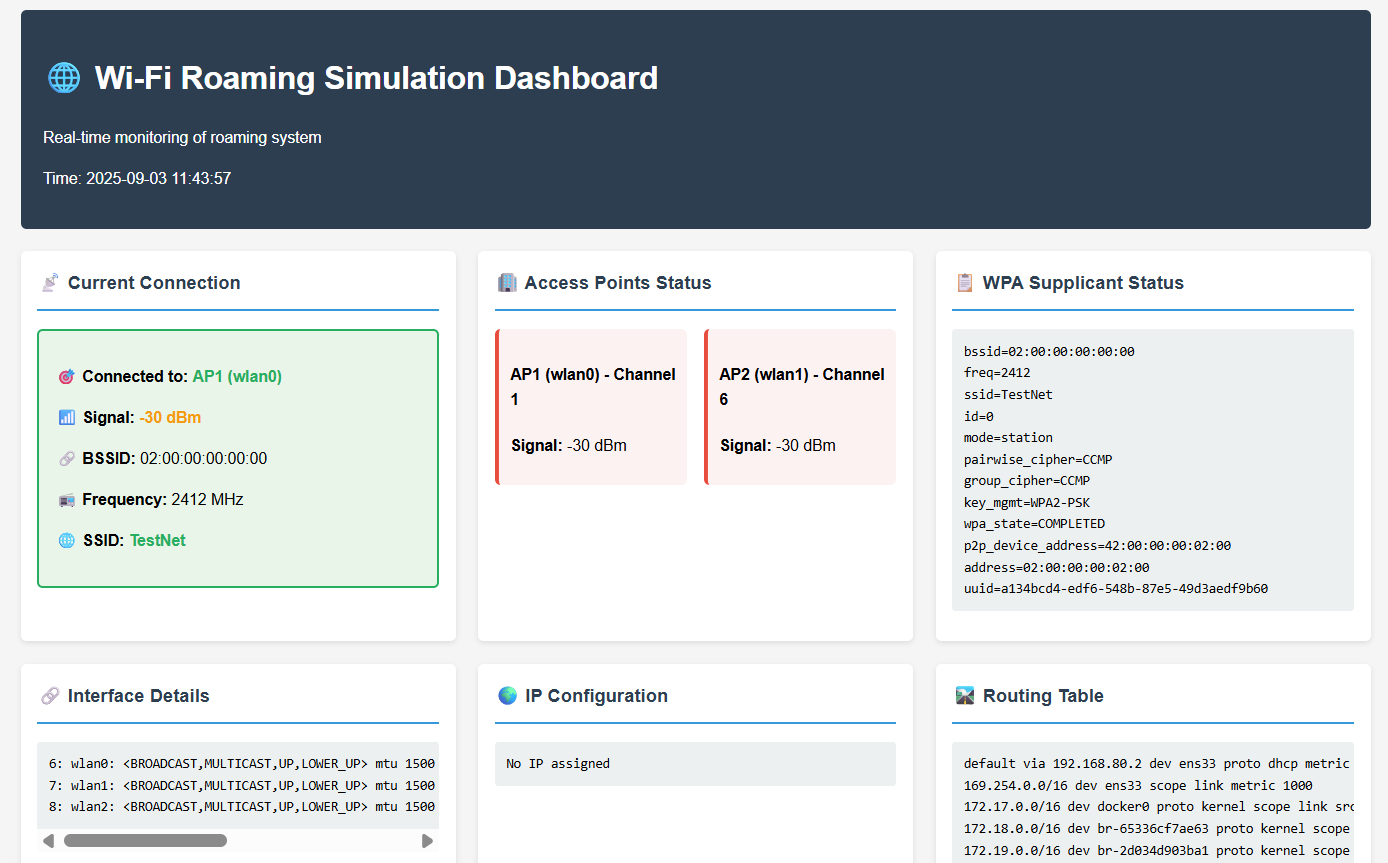 Wi-Fi Roaming Simulation Dashboard
Real-time monitoring of roaming system
Time: 2025-09-03 11:43:57
Current Connection
Connected to: AP1 (wlan0)
Signal: -30 dBm
BSSID: 02:00:00:00:00:00
Frequency: 2412 MHz
SSID: TestNet
Access Points Status
AP1 (wlan0) - Channel
1
Signal: -30 dBm
AP2 (wlan1) - Channel
6
Signal: -30 dBm
WPA Supplicant Status
bssid=02:00:00:00:00:00
freq=2412
ssid=TestNet
id=0
mode=station
pairwise_cipher=CCMP
group_cipher=CCMP
key_mgmt=WPA2-PSK
wpa_state=COMPLETED
p2p_device_address=42:00:00:00:02:00
address=02:00:00:00:02:00
uuid=a134bcd4-edf6-548b-87e5-49d3aedf9b60
Interface Details
6: wlan0: <BROADCAST,MULTICAST,UP,LOWER_UP> mtu 1500
7: wlan1: <BROADCAST,MULTICAST,UP,LOWER_UP> mtu 1500
8: wlan2: <BROADCAST,MULTICAST,UP,LOWER_UP> mtu 1500
IP Configuration
No IP assigned
Routing Table
default via 192.168.80.2 dev ens33 proto dhcp metric
169.254.0.0/16 dev ens33 scope link metric 1000
172.17.0.0/16 dev docker0 proto kernel scope link src
172.18.0.0/16 dev br-65336cf7ae63 proto kernel scope
172.19.0.0/16 dev br-2d034d903ba1 proto kernel scope